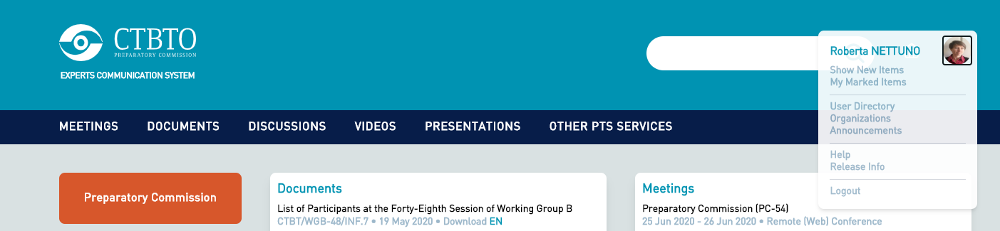 CTBTO
PREPARATORY COMMISSION
EXPERTS COMMUNICATION SYSTEM
Roberta NETTUNO
Show New Items
My Marked Items
User Directory
Organizations
Announcements
Help
Release Info
Logout
MEETINGS DOCUMENTS DISCUSSIONS VIDEOS PRESENTATIONS OTHER PTS SERVICES
Preparatory Commission
Documents
List of Participants at the Forty-Eighth Session of Working Group B
CTBT/WGB-48/INF.7 • 19 May 2020 • Download EN
Meetings
Preparatory Commission (PC-54)
25 Jun 2020 - 26 Jun 2020 • Remote (Web) Conference